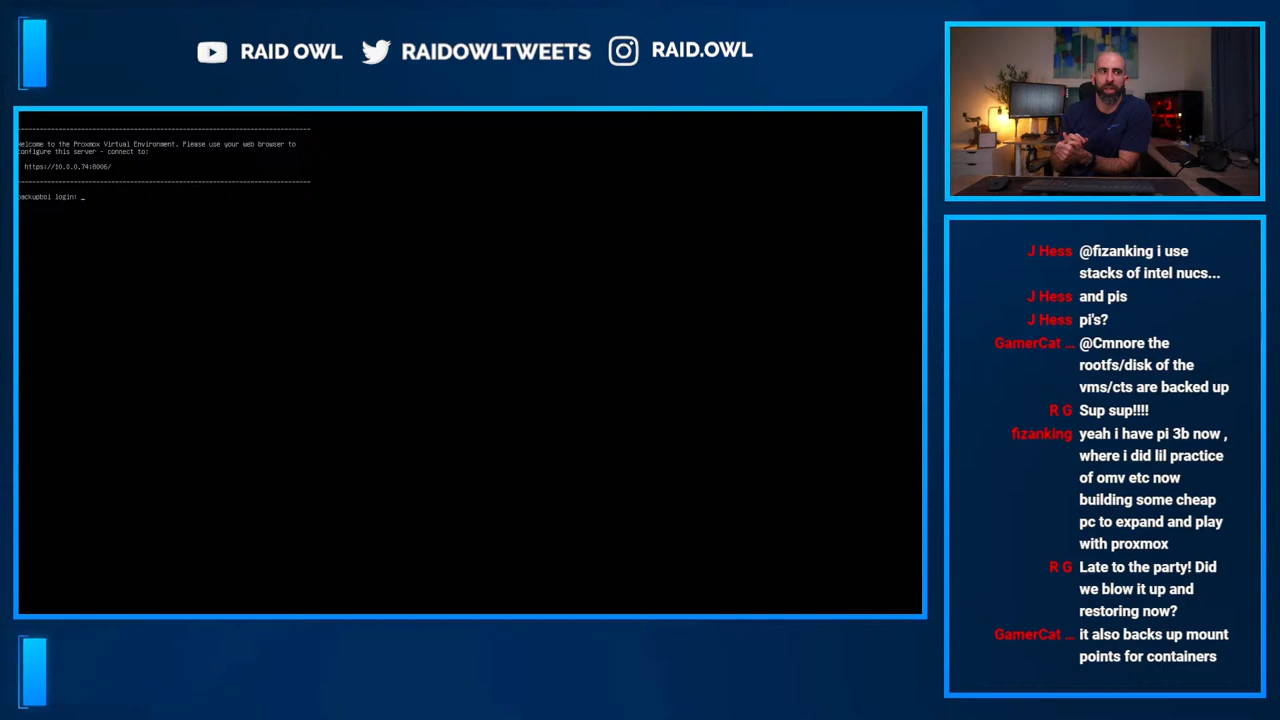 RAID OWL
RAIDOWLTWEETS
RAID.OWL
Welcome to the Proxmox Virtual Environment. Please use your web browser to
configure this server - connect to:
https://10.0.0.74:8006/
backupboi login: _
J Hess @fizanking i use
stacks of intel nucs...
J Hess and pis
J Hess pi's?
GamerCat ... @Cmnore the
rootfs/disk of the
vms/cts are backed up
R G Sup sup!!!!
fizanking yeah i have pi 3b now ,
where i did lil practice
of omv etc now
building some cheap
pc to expand and play
with proxmox
R G Late to the party! Did
we blow it up and
restoring now?
GamerCat ... it also backs up mount
points for containers